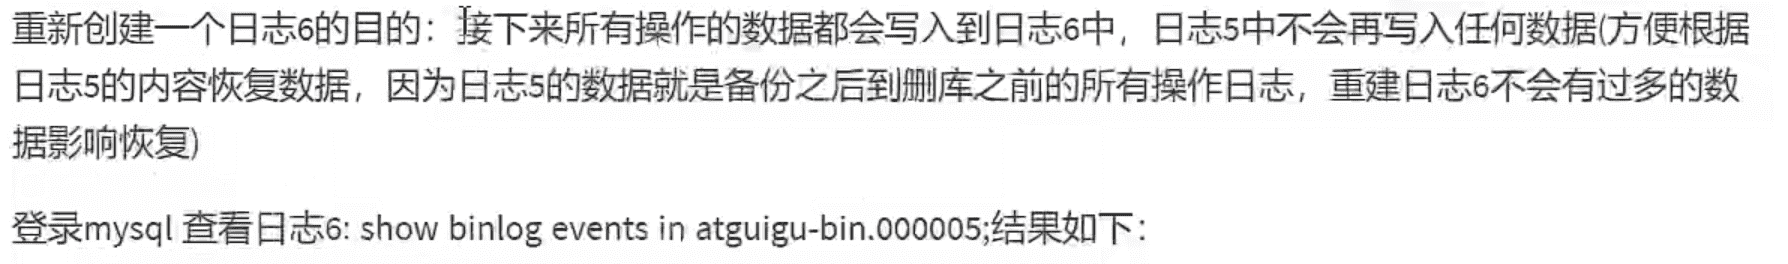 重新创建一个日志6的目的：接下来所有操作的数据都会写入到日志6中，日志5中不会再写入任何数据(方便根据
日志5的内容恢复数据，因为日志5的数据就是备份之后到删库之前的所有操作日志，重建日志6不会有过多的数
据影响恢复)
登录mysql 查看日志6: show binlog events in atguigu-bin.000005;结果如下：